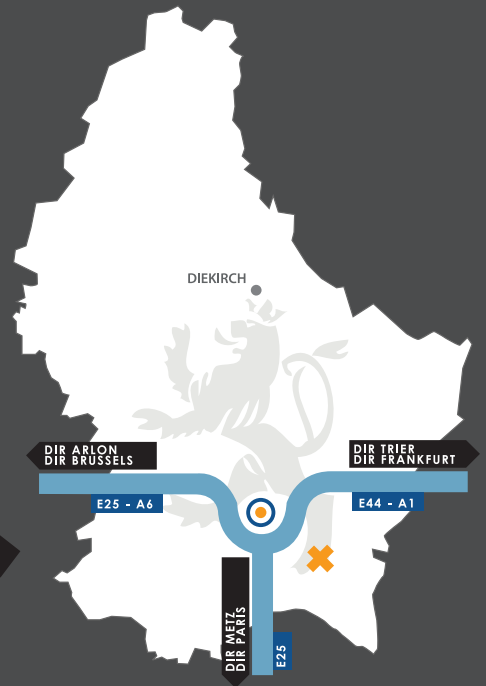 DIEKIRCH
DIR ARLON
DIR BRUSSELS
DIR TRIER
DIR FRANKFURT
E25 - A6
E44 - A1
DIR METZ
DIR PARIS
E25